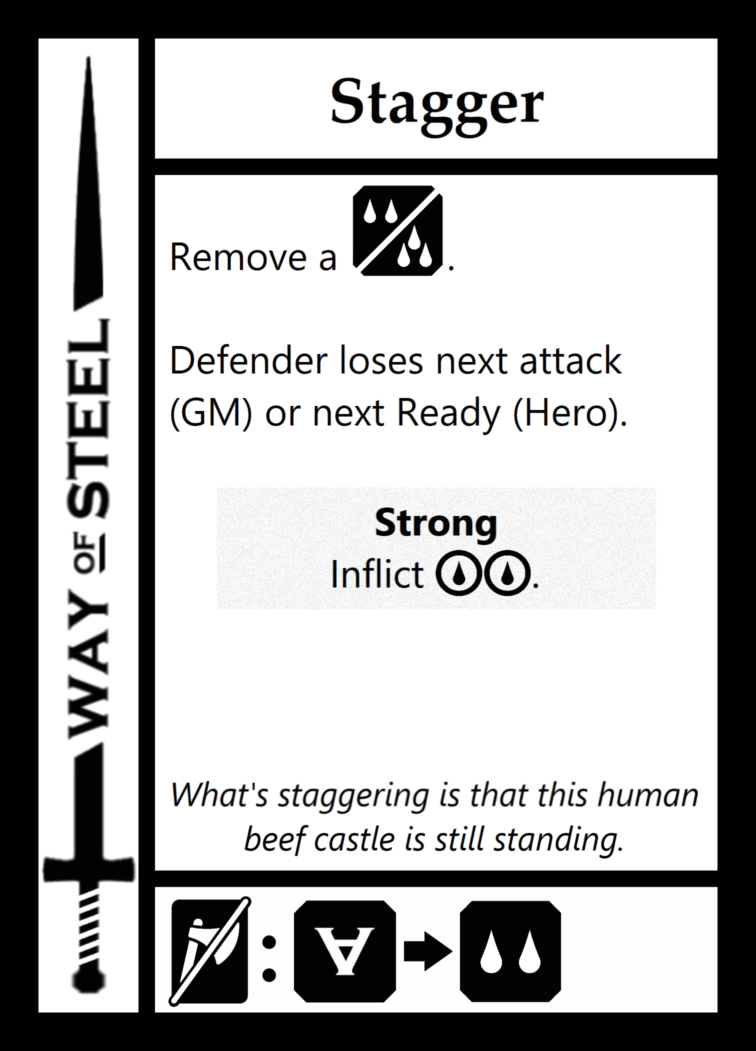 Stagger
Remove a .
Defender loses next attack
(GM) or next Ready (Hero).
Strong
Inflict .
What's staggering is that this human
beef castle is still standing.
: Ɐ
WAY OF STEEL